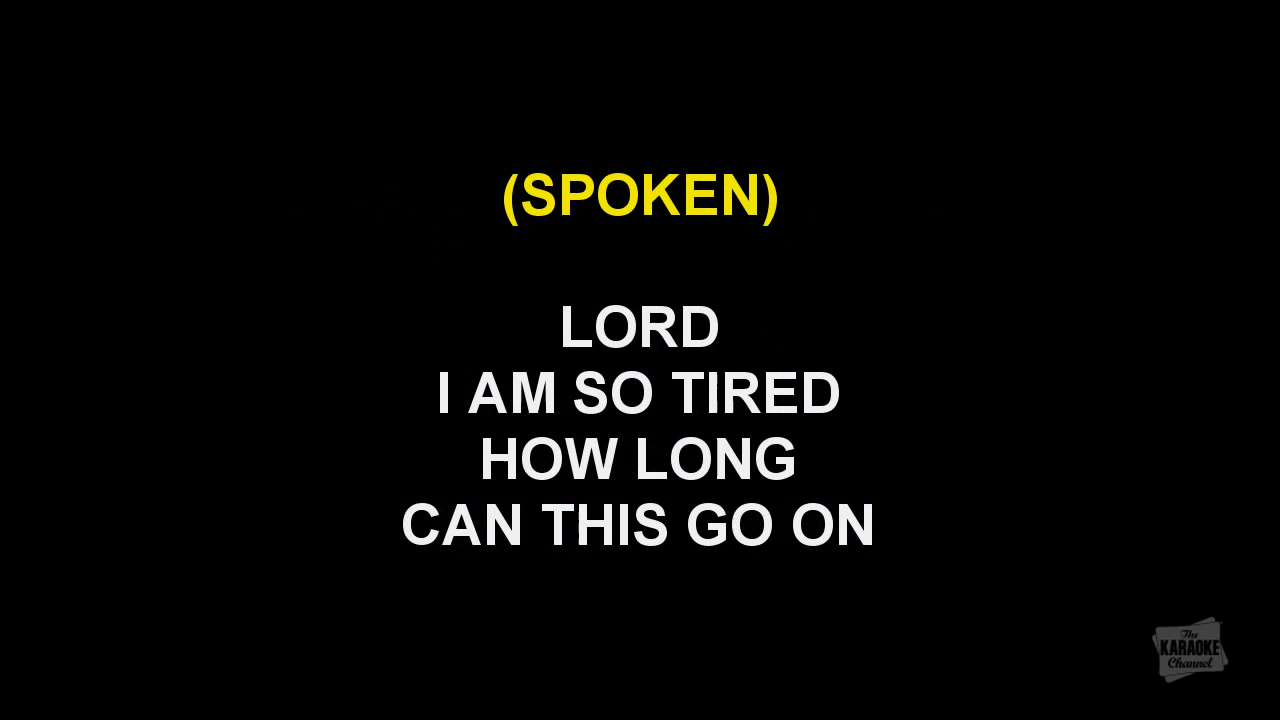 (SPOKEN)
LORD
I AM SO TIRED
HOW LONG
CAN THIS GO ON
The
KARAOKE
Channel